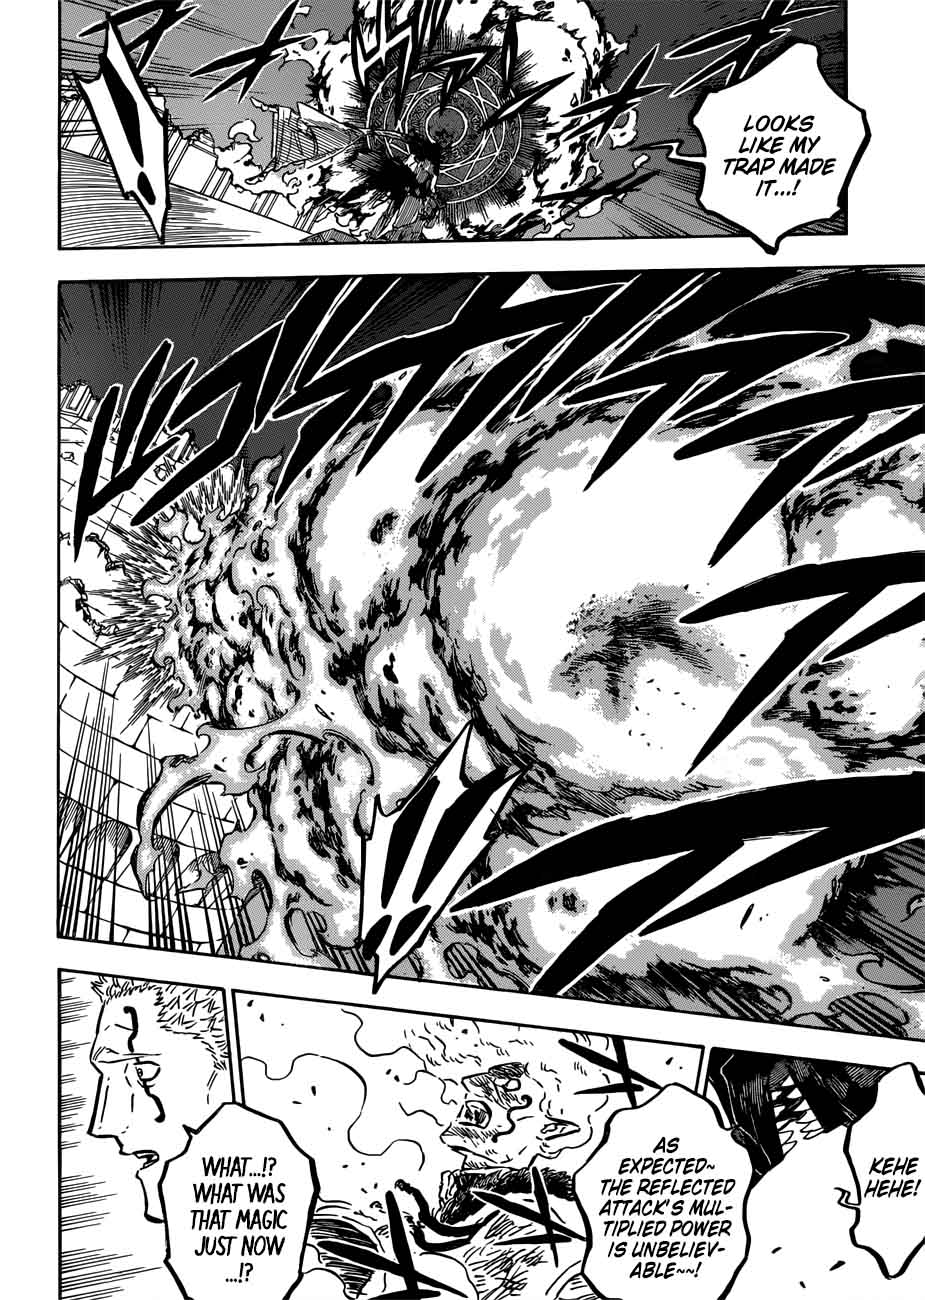 LOOKS
LIKE MY
TRAP MADE
IT...!
KEHE
HEHE!
AS
EXPECTED~
THE REFLECTED
ATTACK'S MUL-
TIPLIED POWER
IS UNBELIEV-
ABLE~~!
WHAT...!?
WHAT WAS
THAT MAGIC
JUST NOW
...!?